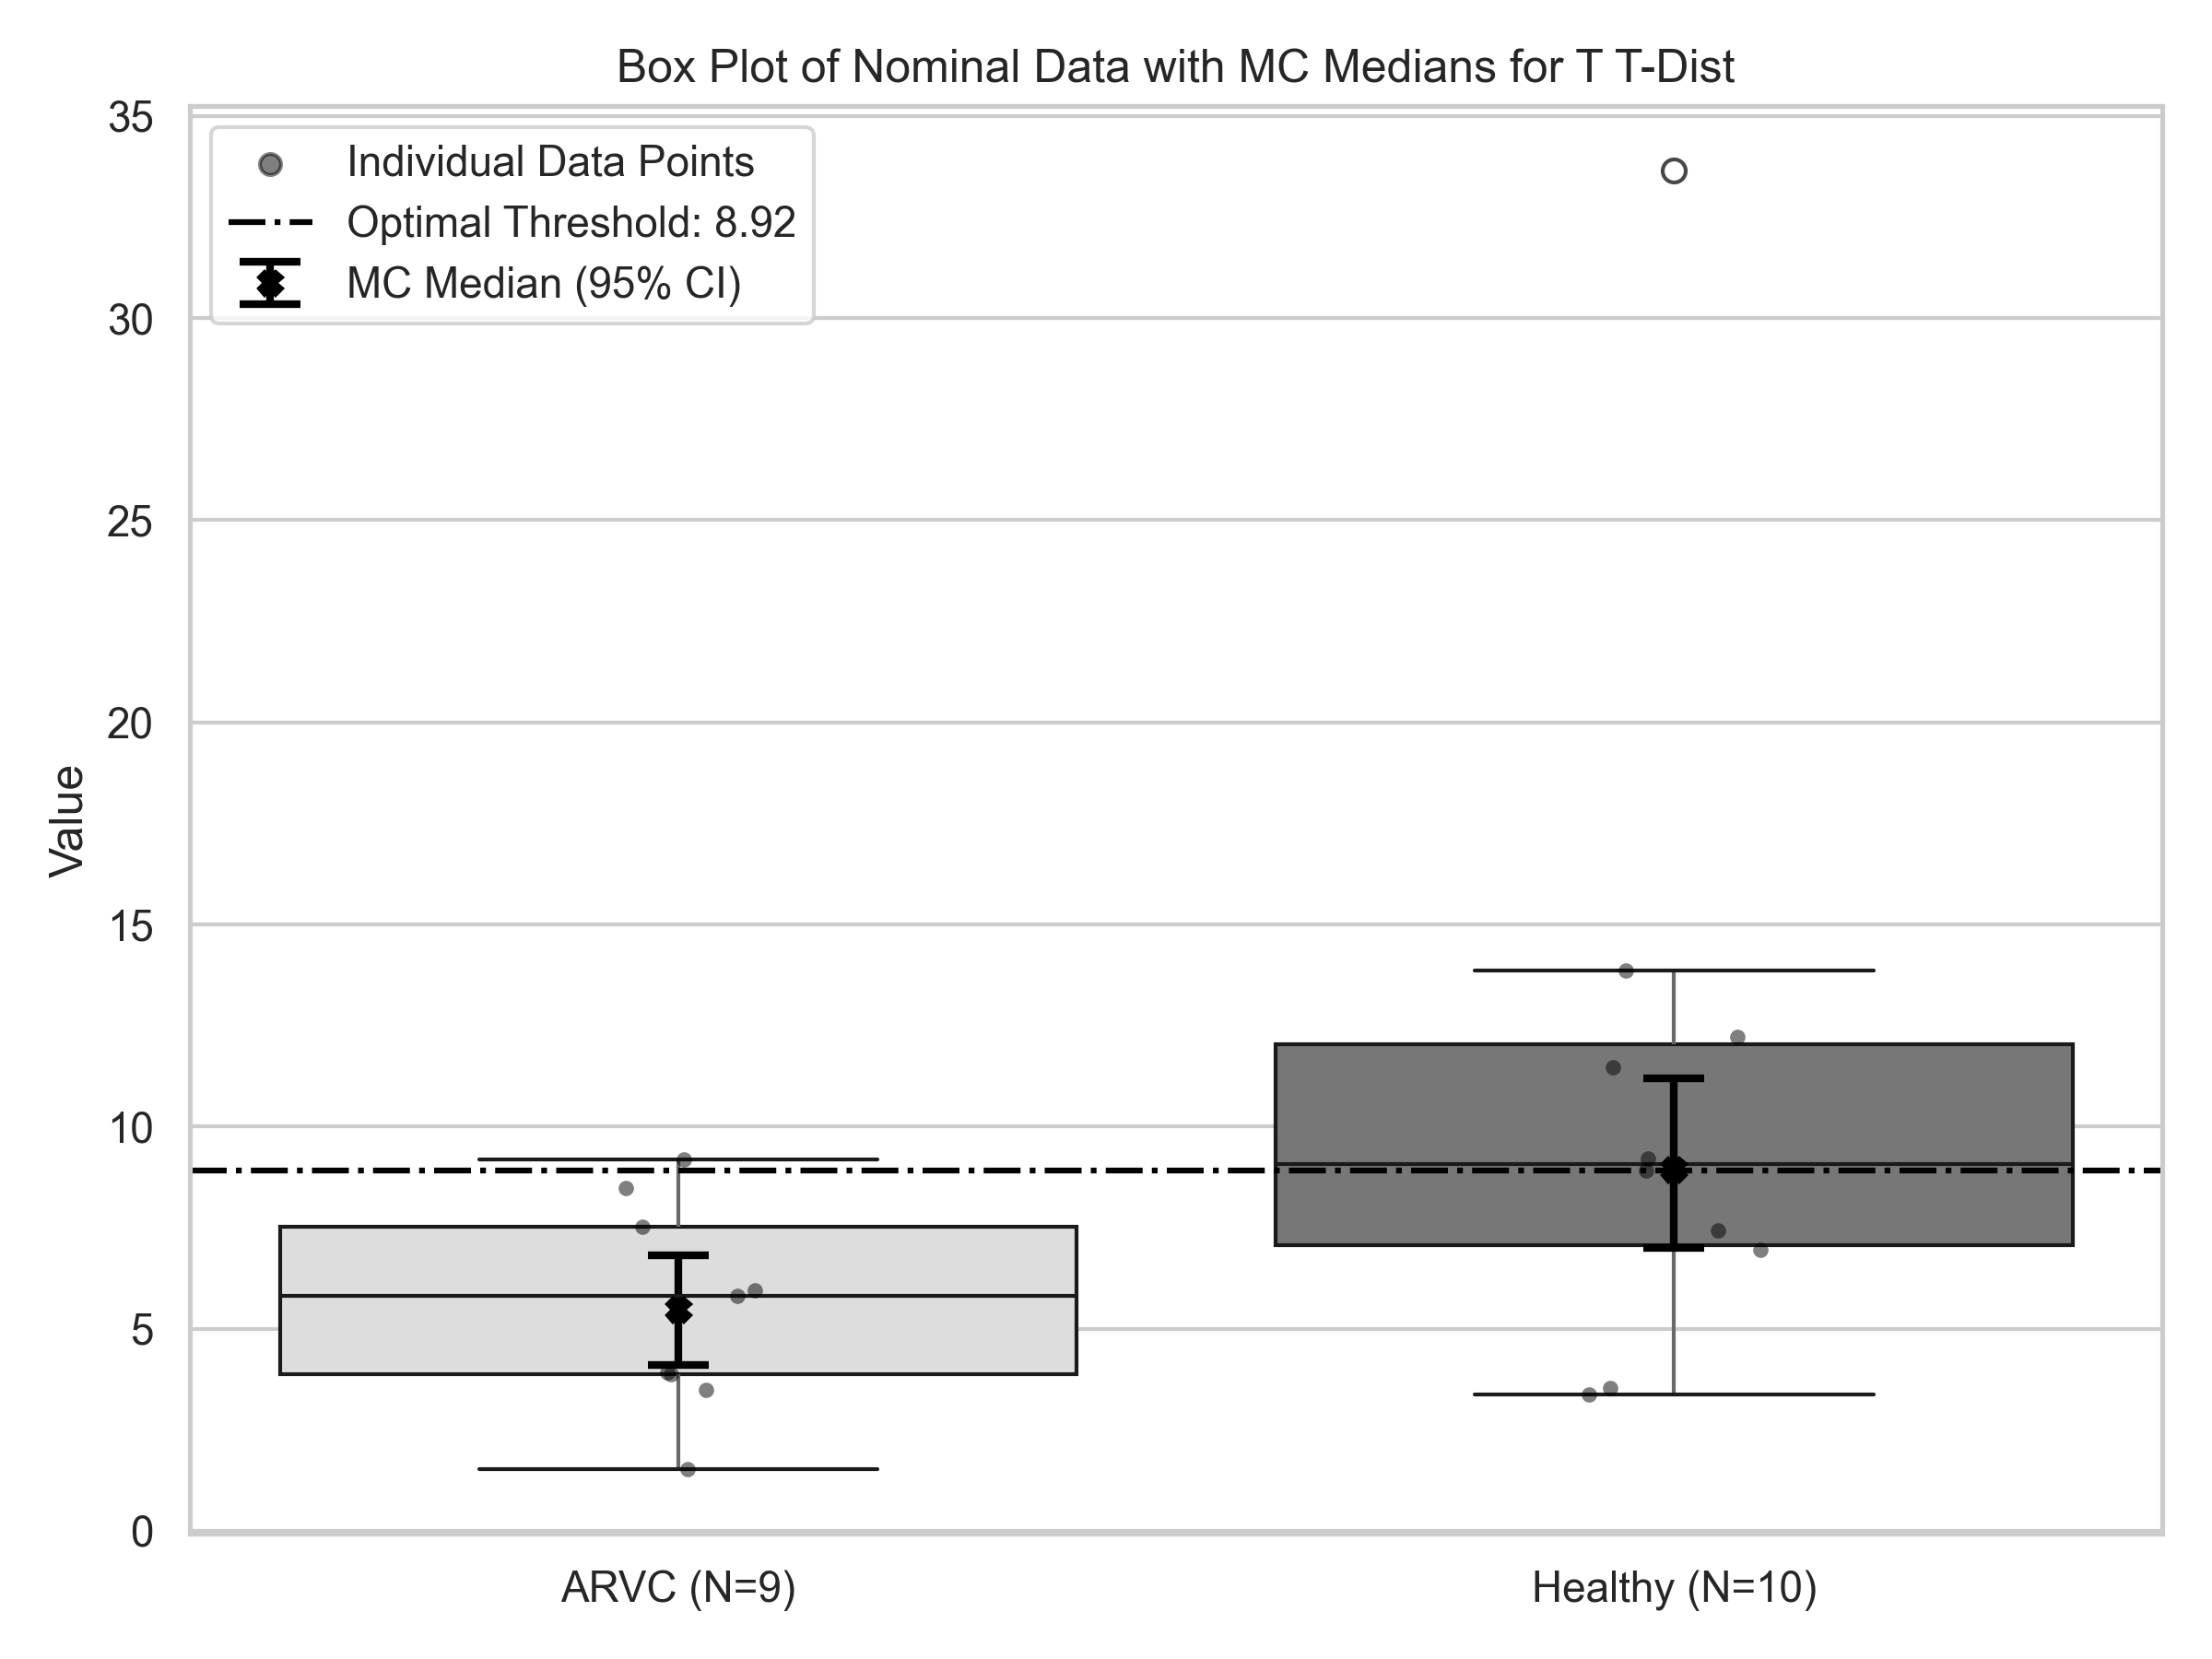 Box Plot of Nominal Data with MC Medians for T T-Dist
35
30
25
20
15
10
5
0
Value
Individual Data Points
Optimal Threshold: 8.92
MC Median (95% CI)
ARVC (N=9)
Healthy (N=10)